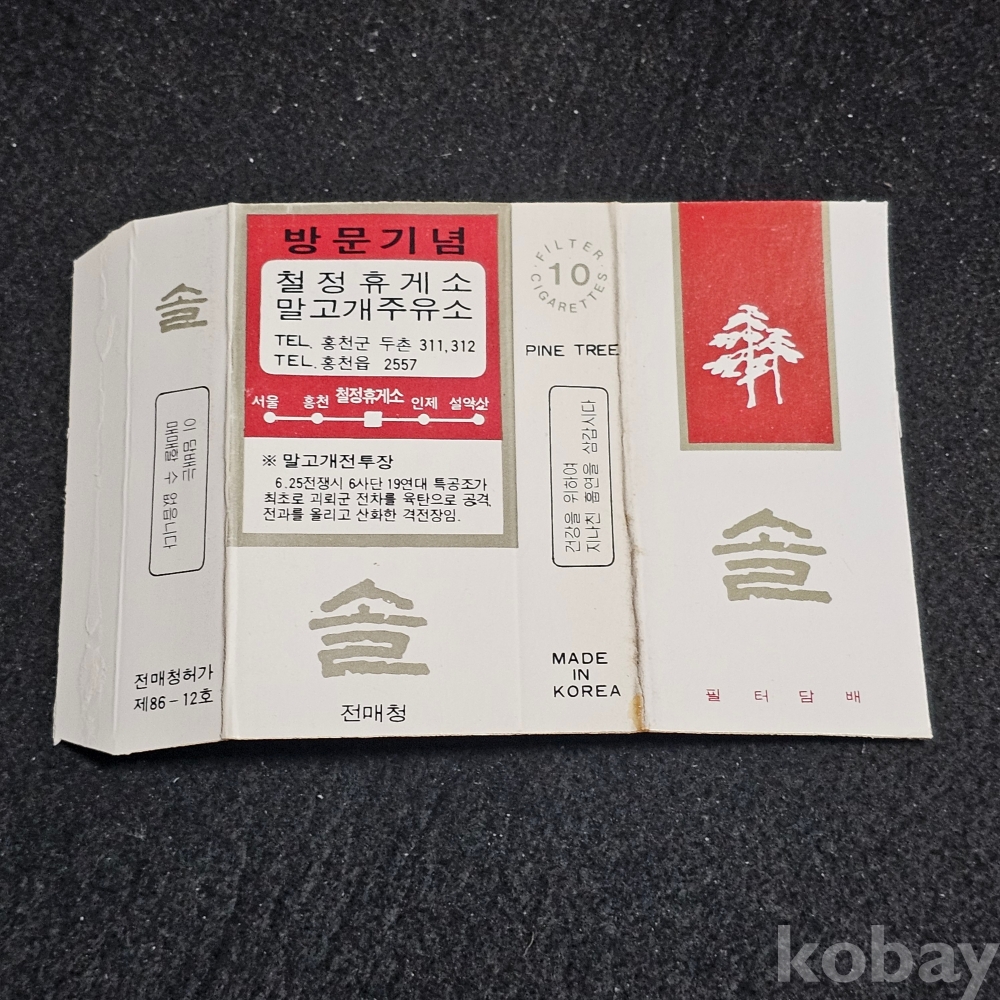 솔
이 담배는
매매할 수 없읍니다
전매청허가
제86-12호
방문기념
철정휴게소
말고개주유소
TEL. 홍천군 두촌 311,312
TEL. 홍천읍 2557
서울 홍천 철정휴게소 인제 설악산
※ 말고개전투장
6.25전쟁시 6사단 19연대 특공조가
최초로 괴뢰군 전차를 육탄으로 공격
전과를 올리고 산화한 격전장임.
솔
전매청
FILTER
10
CIGARETTES
PINE TREE
건강을 위하여
지나친 흡연을 삼갑시다
MADE
IN
KOREA
솔
필터담배
kobay